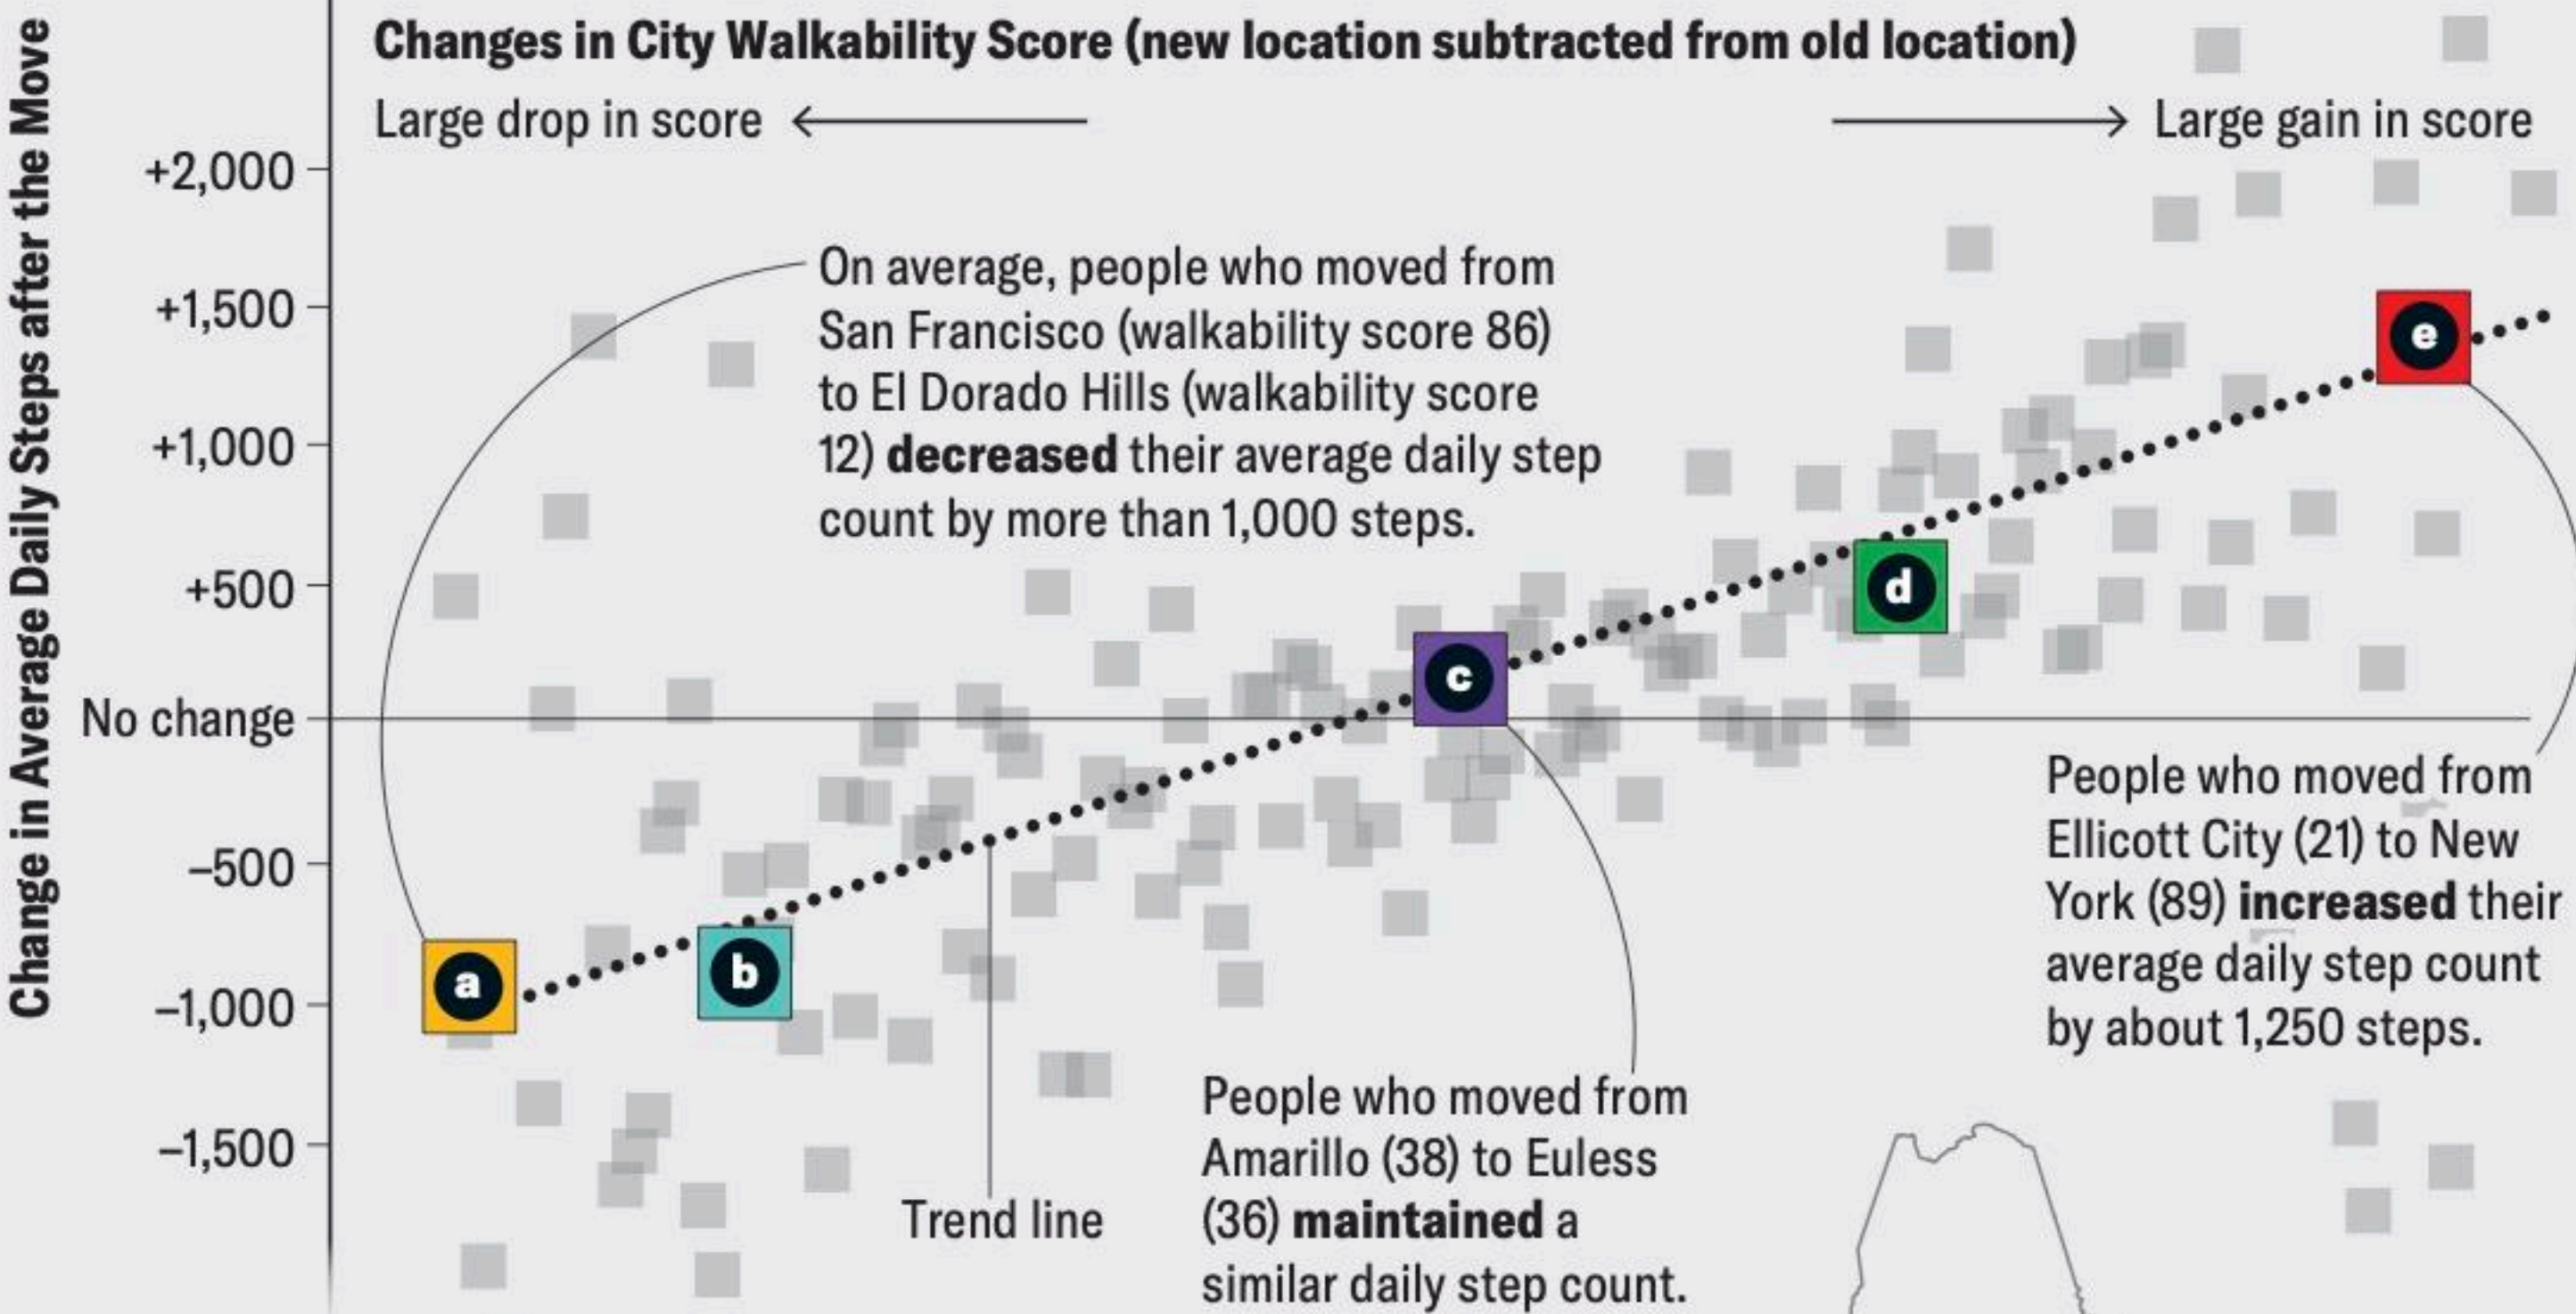 Change in Average Daily Steps after the Move
Changes in City Walkability Score (new location subtracted from old location)
Large drop in score
Large gain in score
+2,000
+1,500
+1,000
+500
No change
–500
–1,000
–1,500
On average, people who moved from
San Francisco (walkability score 86)
to El Dorado Hills (walkability score
12) decreased their average daily step
count by more than 1,000 steps.
a
b
c
d
e
Trend line
People who moved from
Amarillo (38) to Euless
(36) maintained a
similar daily step count.
People who moved from
Ellicott City (21) to New
York (89) increased their
average daily step count
by about 1,250 steps.